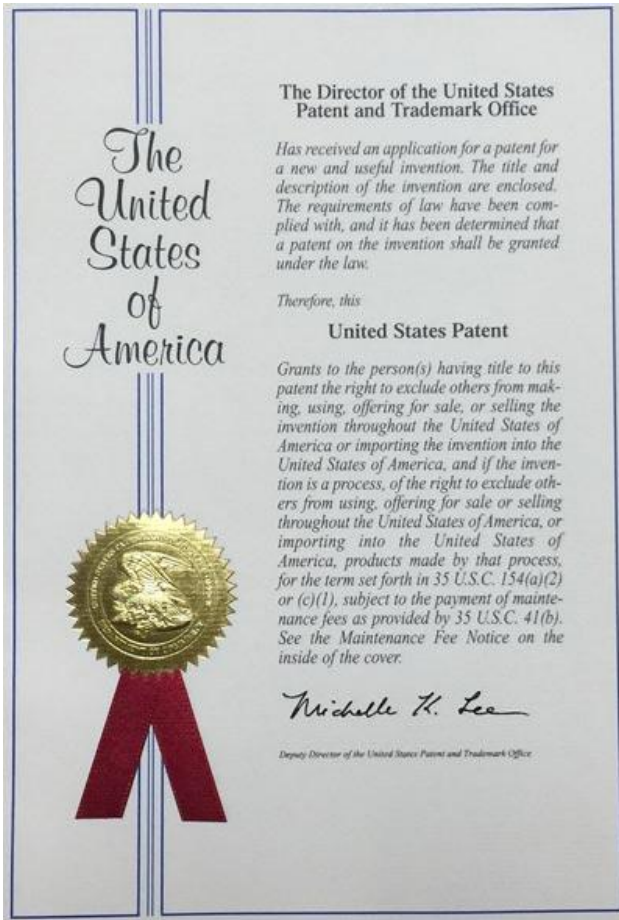 The
United
States
of
America
The Director of the United States
Patent and Trademark Office
Has received an application for a patent for
a new and useful invention. The title and
description of the invention are enclosed.
The requirements of law have been com-
plied with, and it has been determined that
a patent on the invention shall be granted
under the law.
Therefore, this
United States Patent
Grants to the person(s) having title to this
patent the right to exclude others from mak-
ing, using, offering for sale, or selling the
invention throughout the United States of
America or importing the invention into the
United States of America, and if the inven-
tion is a process, of the right to exclude oth-
ers from using, offering for sale or selling
throughout the United States of America, or
importing into the United States of
America, products made by that process,
for the term set forth in 35 U.S.C. 154(a)(2)
or (c)(1), subject to the payment of mainte-
nance fees as provided by 35 U.S.C. 41(b).
See the Maintenance Fee Notice on the
inside of the cover.
Michelle K. Lee
Deputy Director of the United States Patent and Trademark Office